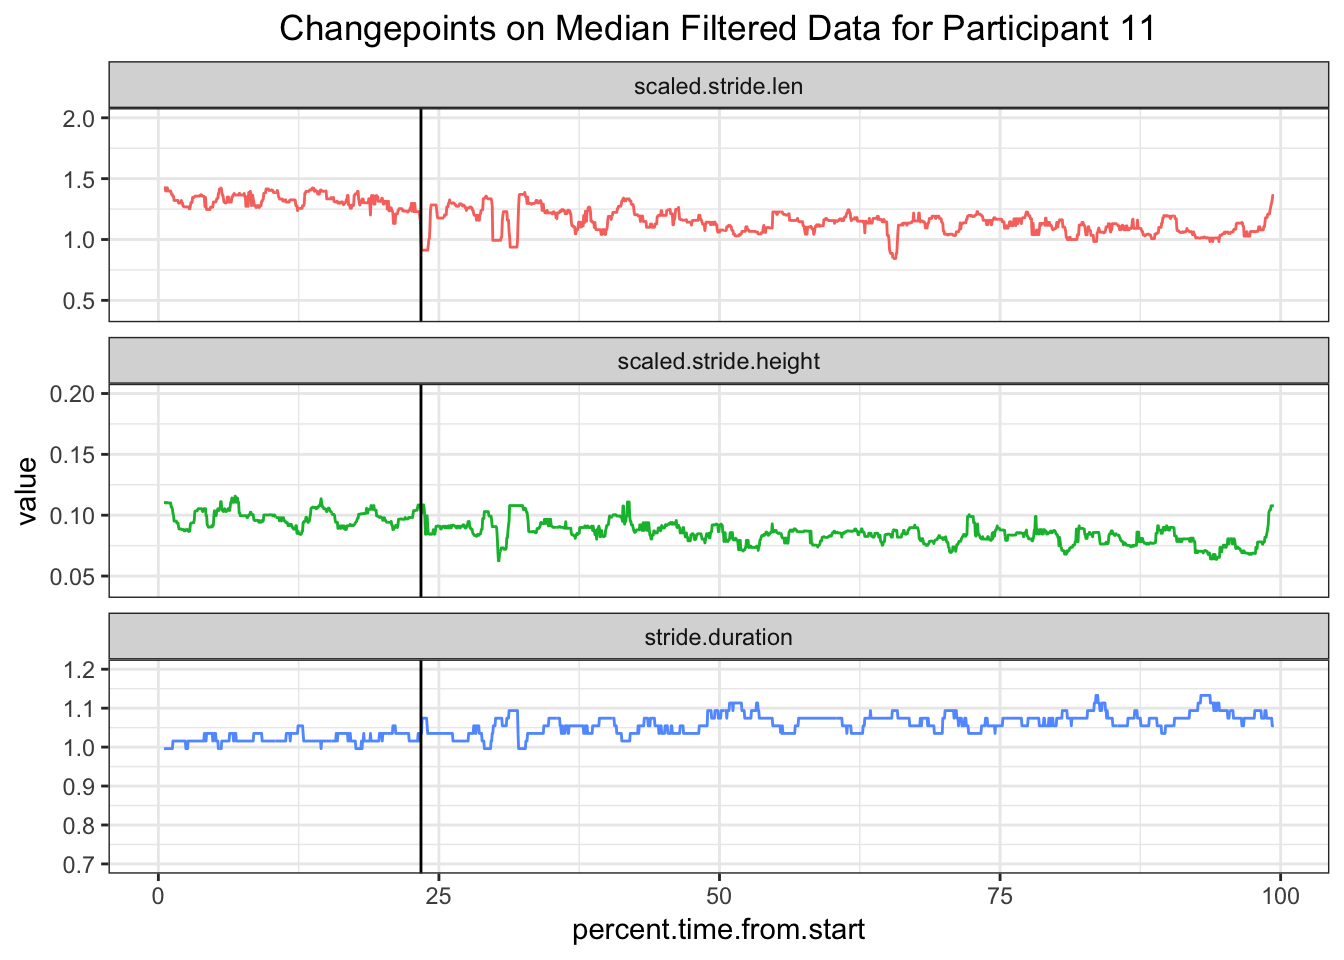 Changepoints on Median Filtered Data for Participant 11
scaled.stride.len
2.0
1.5
1.0
0.5
scaled.stride.height
0.20
0.15
0.10
0.05
value
stride.duration
1.2
1.1
1.0
0.9
0.8
0.7
0 25 50 75 100
percent.time.from.start